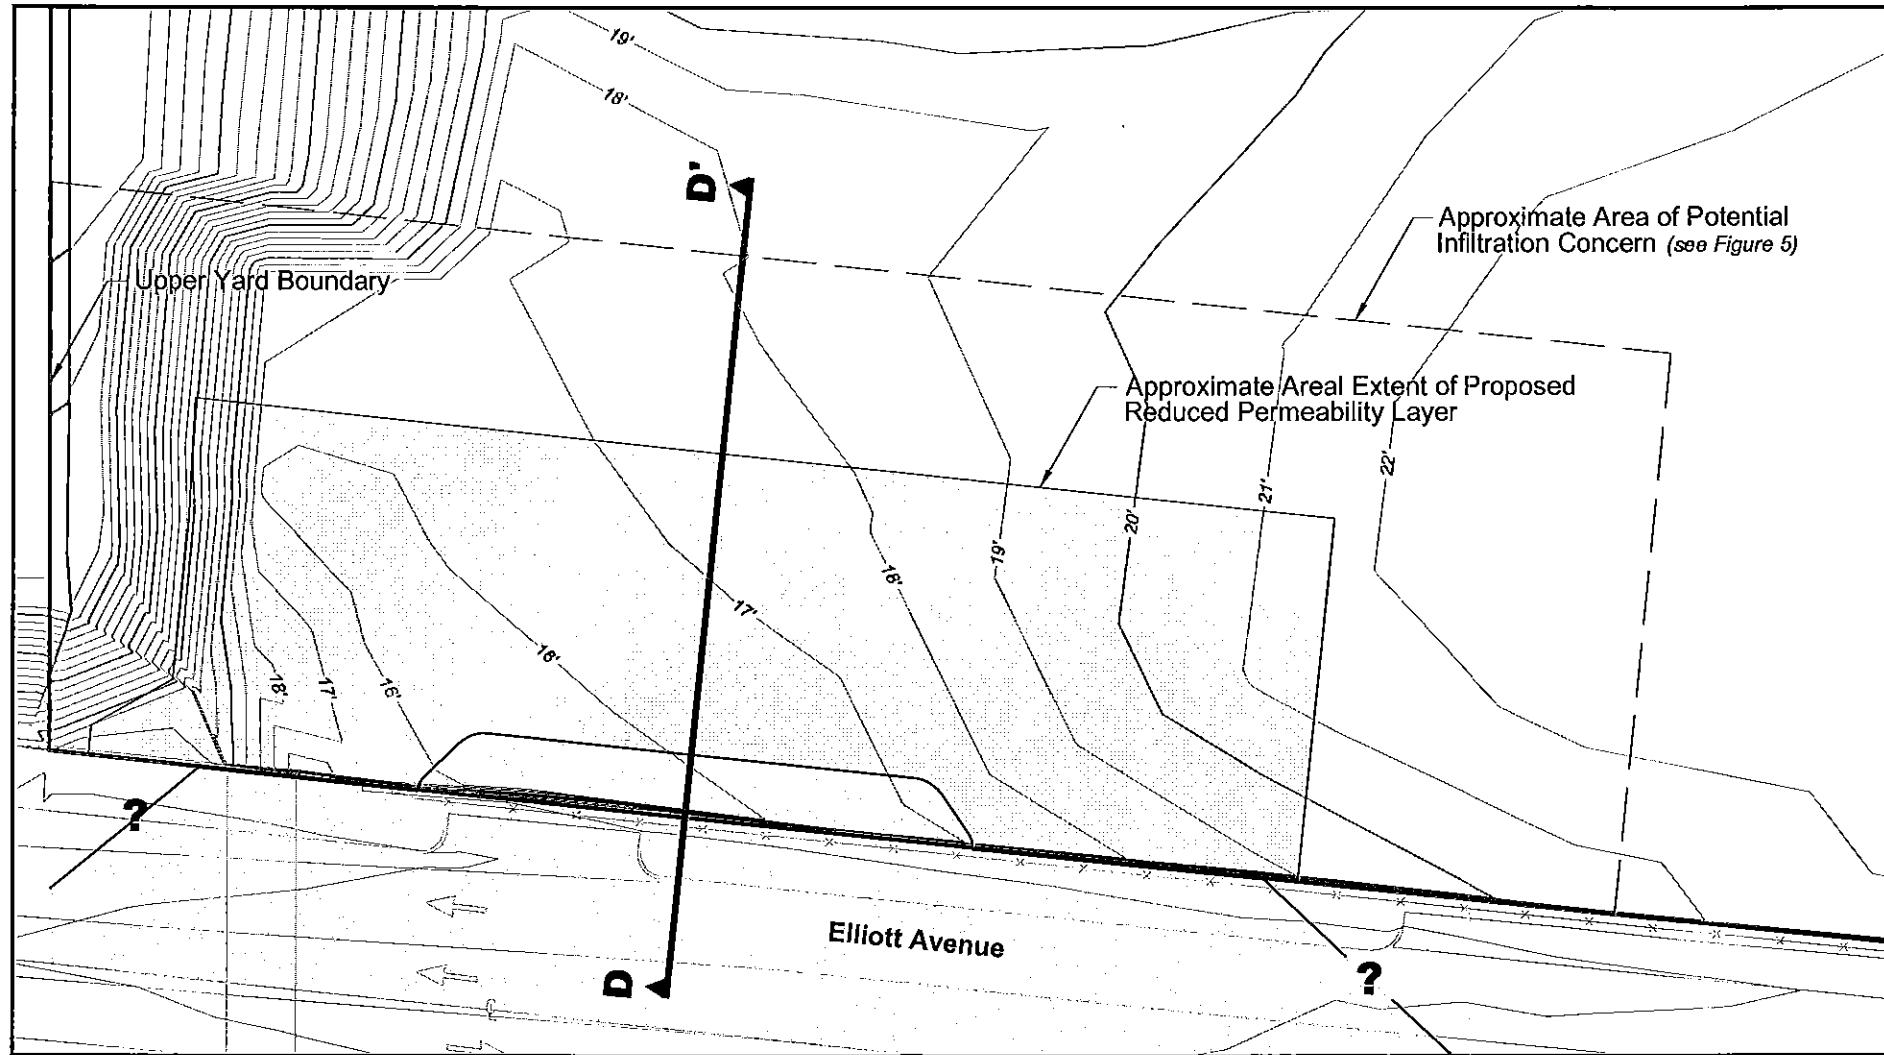 19'
18'
D'
Approximate Area of Potential
Infiltration Concern (see Figure 5)
Upper Yard Boundary
Approximate Areal Extent of Proposed
Reduced Permeability Layer
22'
21'
20'
19'
18'
17'
16'
18'
17'
16'
?
Elliott Avenue
D
?